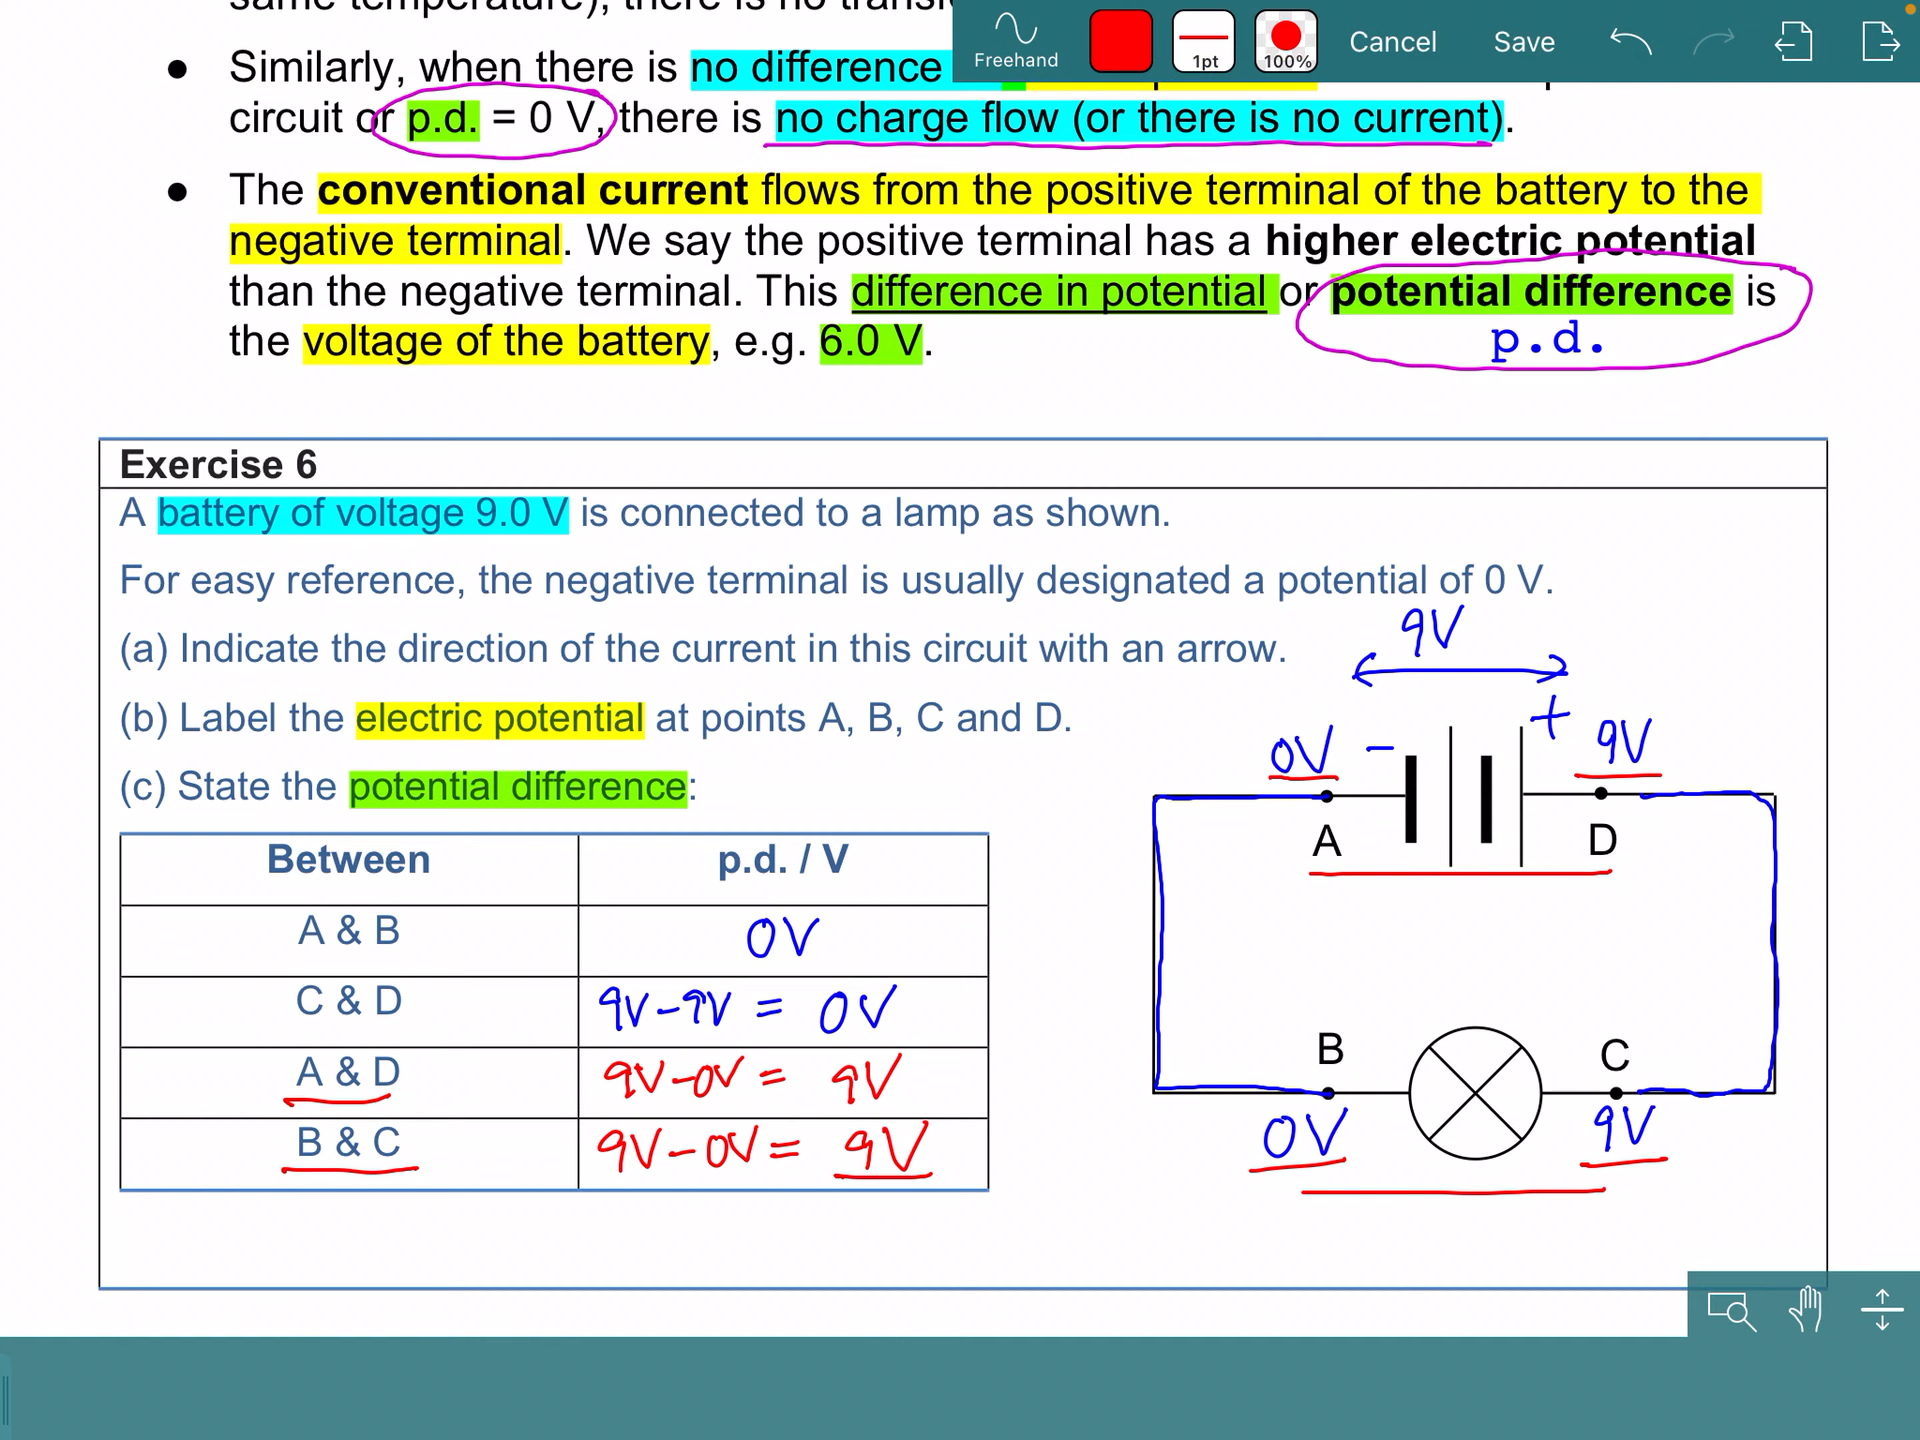 same temperature), there is no
Freehand
1pt
100%
Cancel
Save
● Similarly, when there is no difference
circuit or p.d. = 0 V, there is no charge flow (or there is no current).
● The conventional current flows from the positive terminal of the battery to the
negative terminal. We say the positive terminal has a higher electric potential
than the negative terminal. This difference in potential or potential difference is
the voltage of the battery, e.g. 6.0 V.
p.d.
Exercise 6
A battery of voltage 9.0 V is connected to a lamp as shown.
For easy reference, the negative terminal is usually designated a potential of 0 V.
(a) Indicate the direction of the current in this circuit with an arrow.
(b) Label the electric potential at points A, B, C and D.
(c) State the potential difference:
Between p.d. / V
A & B 0V
C & D 9V-9V = 0V
A & D 9V-0V = 9V
B & C 9V-0V = 9V
9V
0V - + 9V
A D
B C
0V 9V